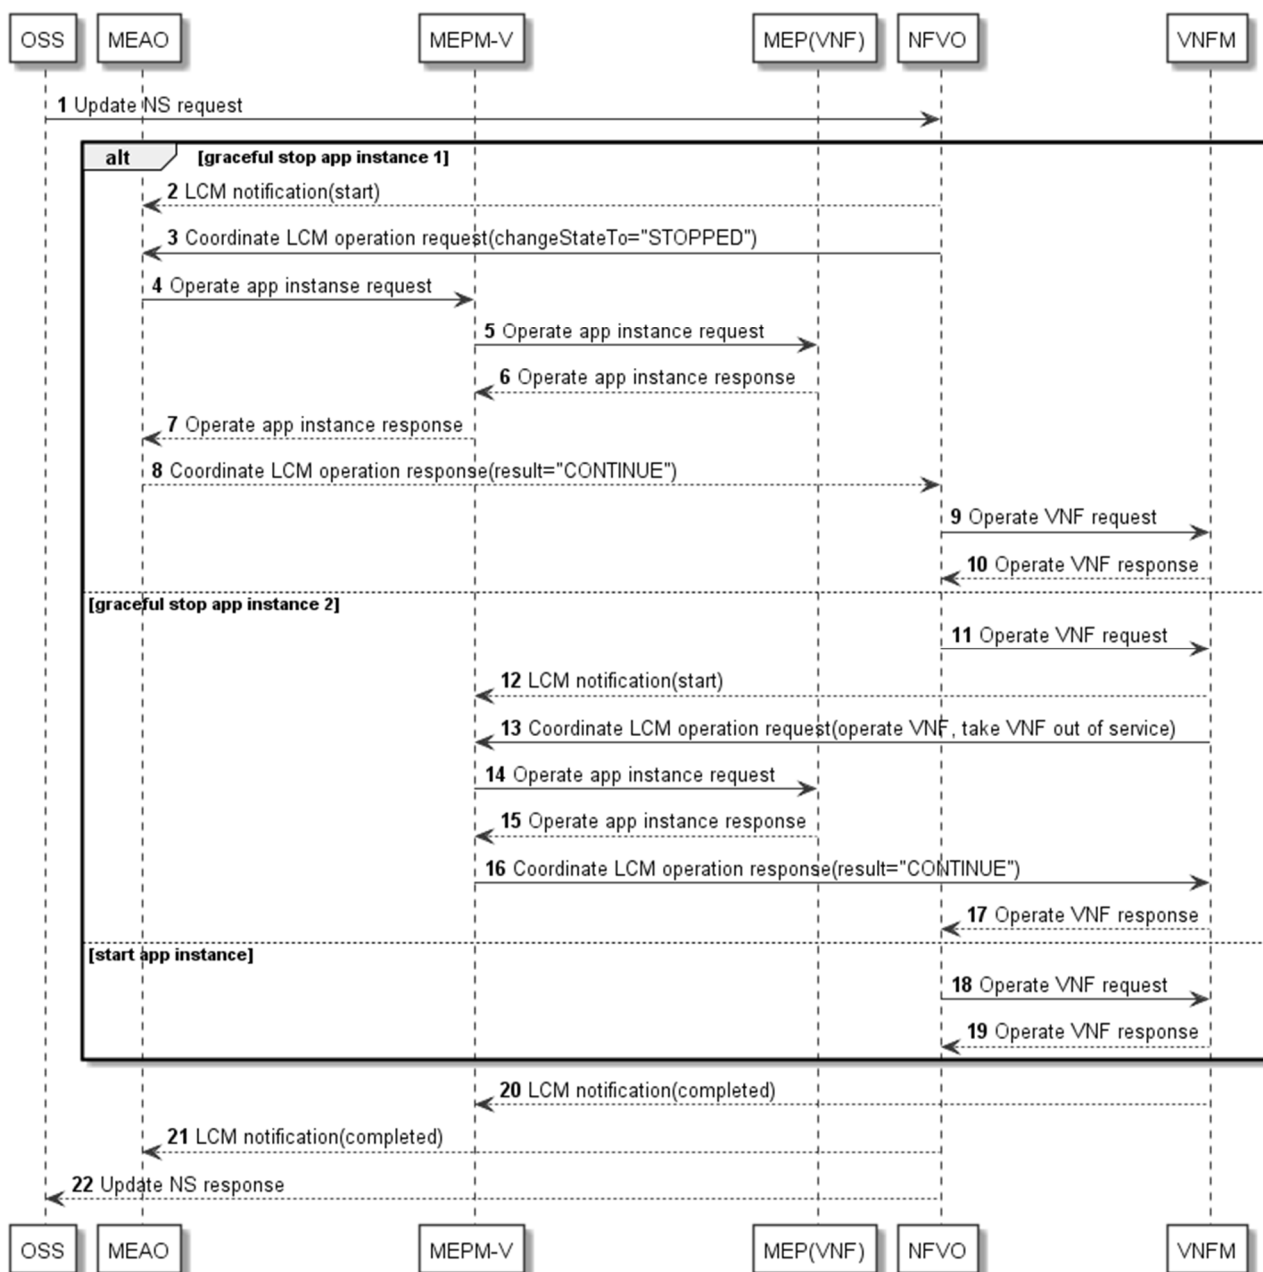 OSS MEAO MEPM-V MEP(VNF) NFVO VNFM
1 Update NS request
alt [graceful stop app instance 1]
2 LCM notification(start)
3 Coordinate LCM operation request(changeStateTo="STOPPED")
4 Operate app instanse request
5 Operate app instance request
6 Operate app instance response
7 Operate app instance response
8 Coordinate LCM operation response(result="CONTINUE")
9 Operate VNF request
10 Operate VNF response
[graceful stop app instance 2]
11 Operate VNF request
12 LCM notification(start)
13 Coordinate LCM operation request(operate VNF, take VNF out of service)
14 Operate app instance request
15 Operate app instance response
16 Coordinate LCM operation response(result="CONTINUE")
17 Operate VNF response
[start app instance]
18 Operate VNF request
19 Operate VNF response
20 LCM notification(completed)
21 LCM notification(completed)
22 Update NS response
OSS MEAO MEPM-V MEP(VNF) NFVO VNFM